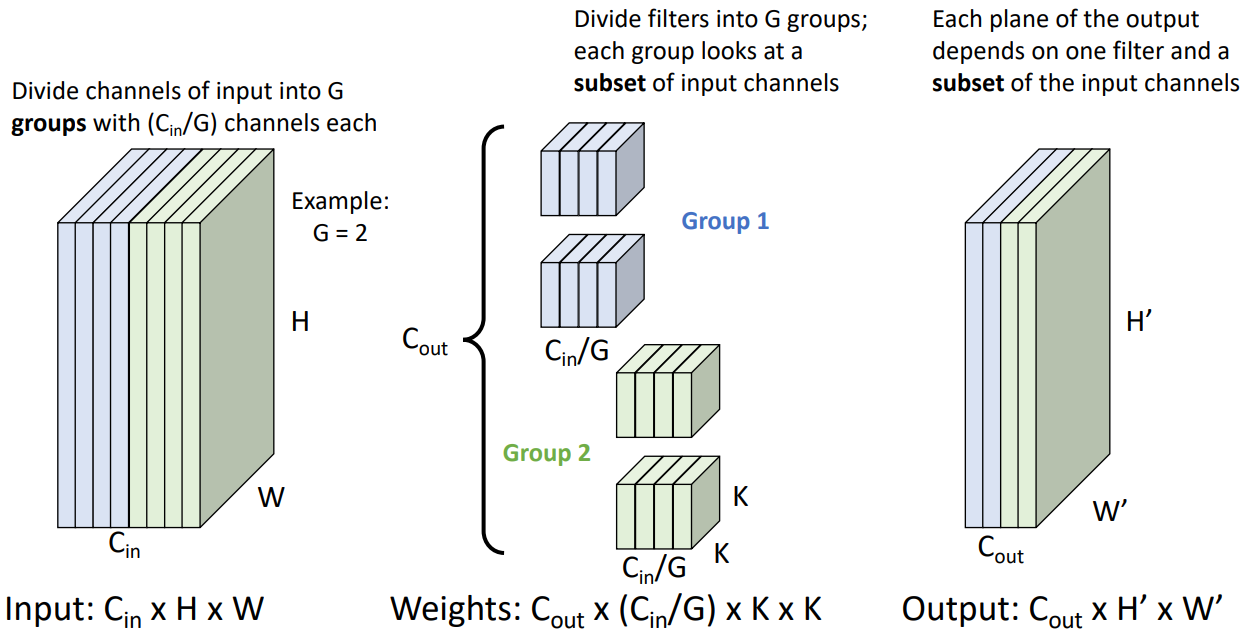 Divide channels of input into G
groups with (Cin/G) channels each
Example:
G = 2
H
W
Cin
Input: Cin x H x W
Divide filters into G groups;
each group looks at a
subset of input channels
Cout
Group 1
Cin/G
Group 2
K
K
Cin/G
Weights: Cout x (Cin/G) x K x K
Each plane of the output
depends on one filter and a
subset of the input channels
H’
W’
Cout
Output: Cout x H’ x W’